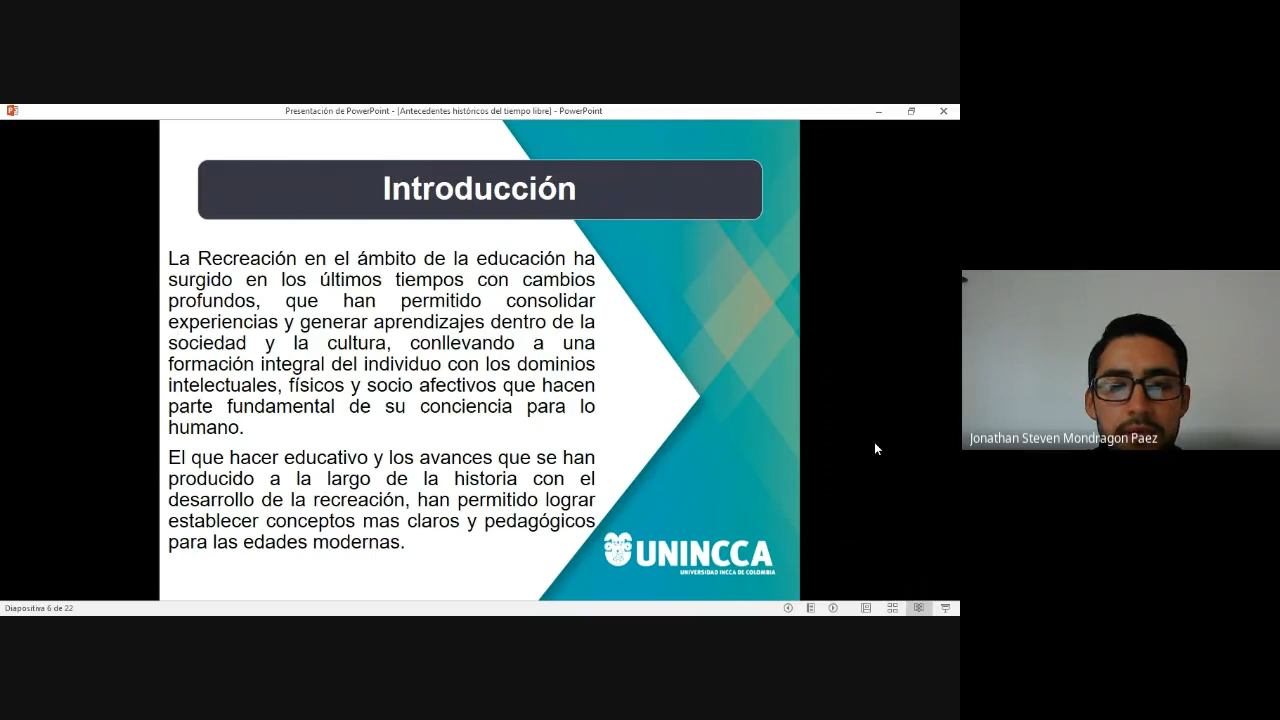 Presentación de PowerPoint - [Antecedentes históricos del tiempo libre] - PowerPoint
Introducción
La Recreación en el ámbito de la educación ha
surgido en los últimos tiempos con cambios
profundos, que han permitido consolidar
experiencias y generar aprendizajes dentro de la
sociedad y la cultura, conllevando a una
formación integral del individuo con los dominios
intelectuales, físicos y socio afectivos que hacen
parte fundamental de su conciencia para lo
humano.
El que hacer educativo y los avances que se han
producido a la largo de la historia con el
desarrollo de la recreación, han permitido lograr
establecer conceptos mas claros y pedagógicos
para las edades modernas.
UNINCCA
UNIVERSIDAD INCCA DE COLOMBIA
Diapositiva 6 de 22
Jonathan Steven Mondragon Paez